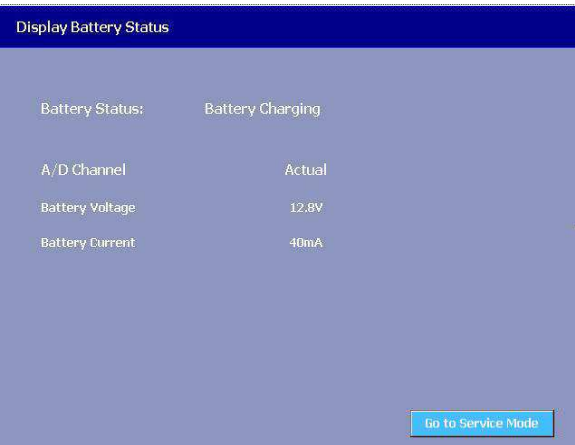 Display Battery Status
Battery Status: Battery Charging
A/D Channel Actual
Battery Voltage 12.8V
Battery Current 40mA
Go to Service Mode